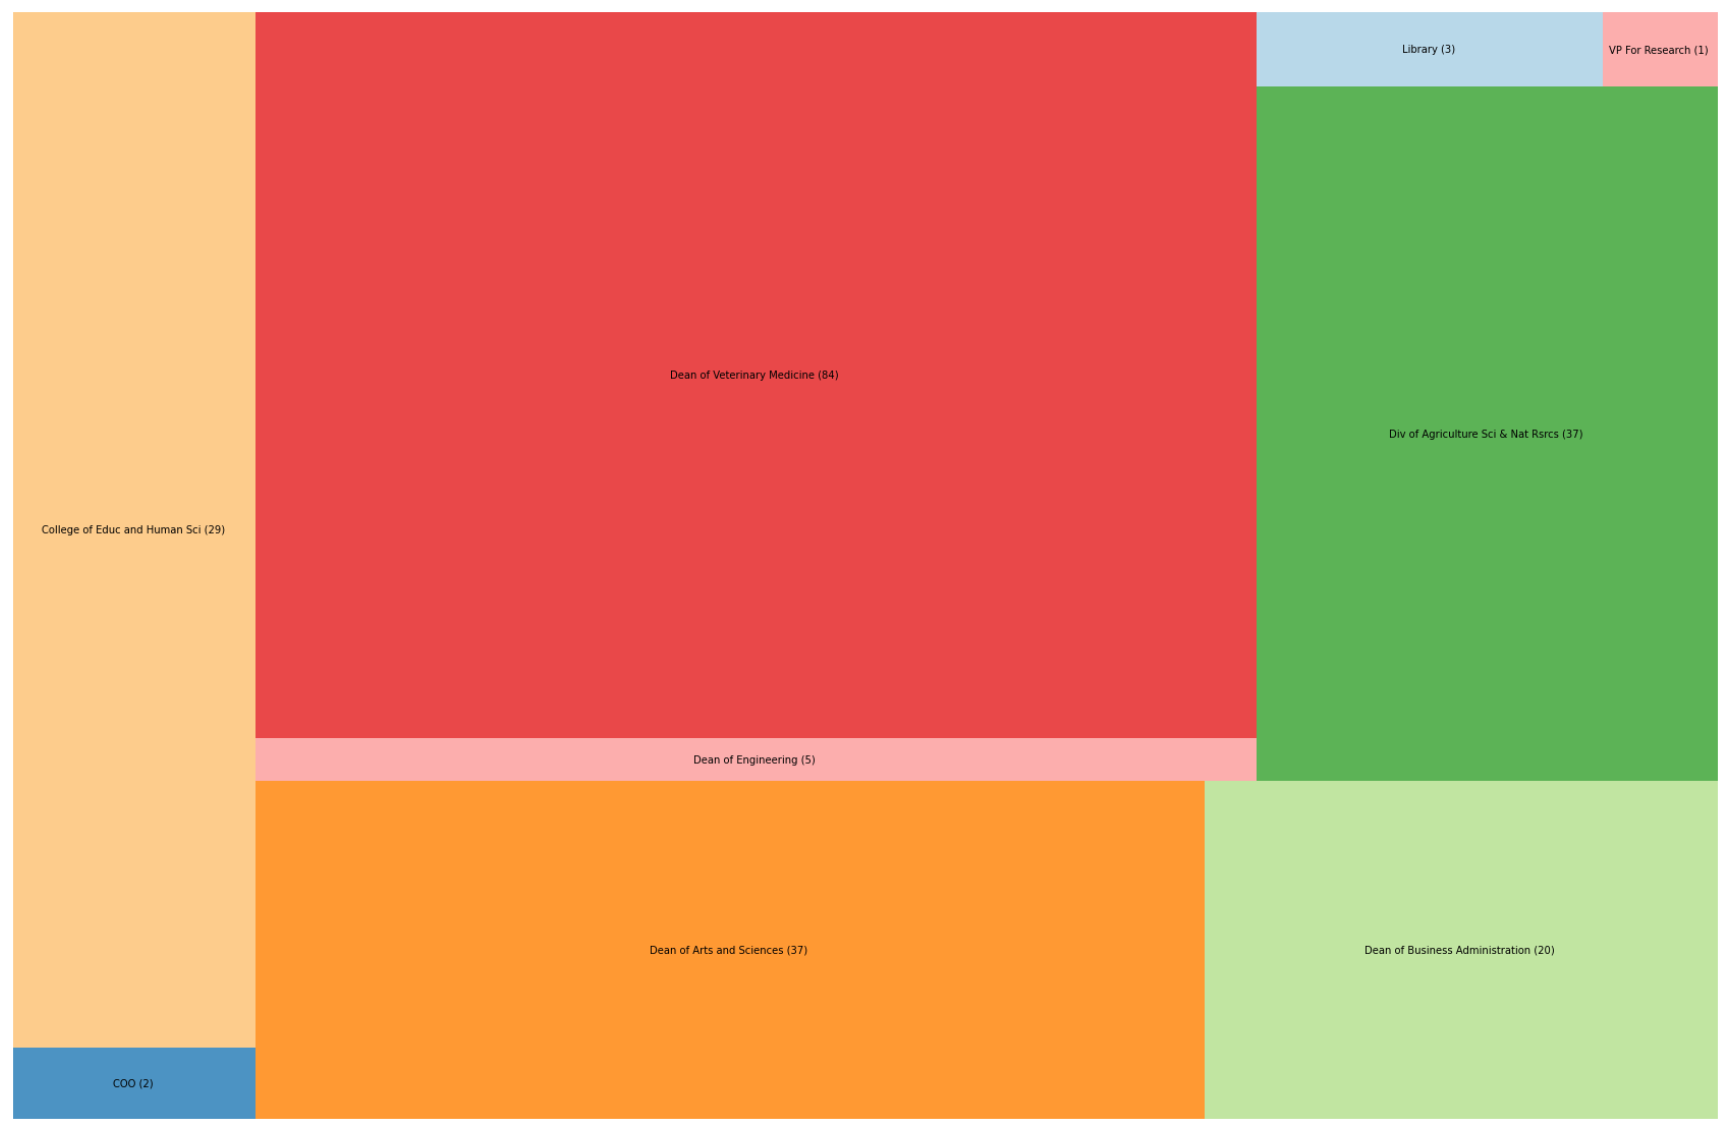 Library (3)
VP For Research (1)
Dean of Veterinary Medicine (84)
Div of Agriculture Sci & Nat Rsrcs (37)
College of Educ and Human Sci (29)
Dean of Engineering (5)
Dean of Arts and Sciences (37)
Dean of Business Administration (20)
COO (2)